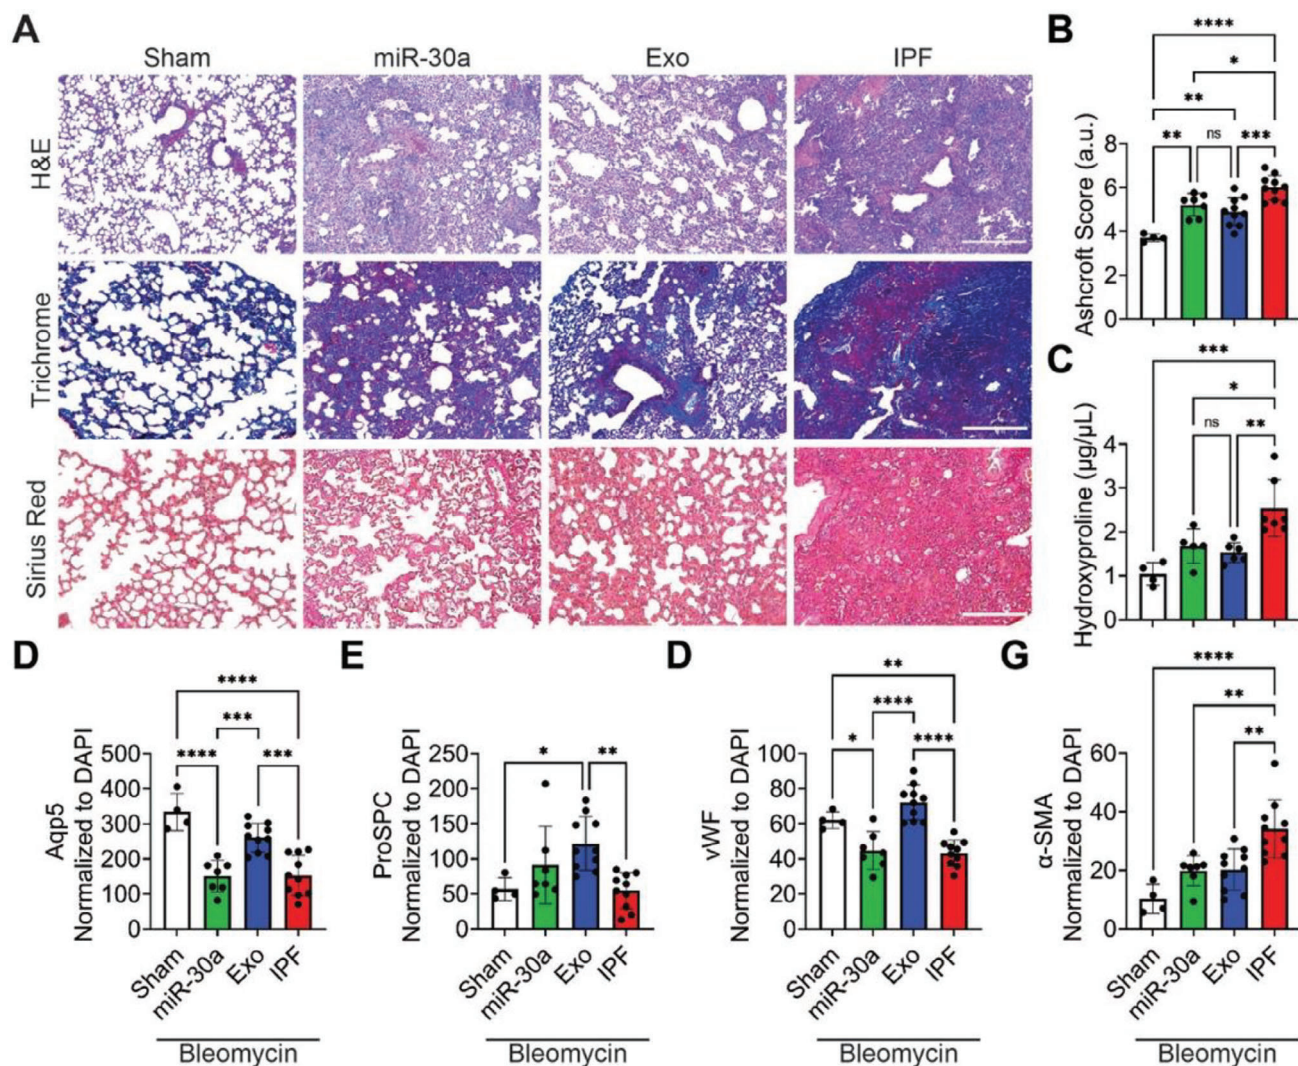 A
Sham
miR-30a
Exo
IPF
H&E
Trichrome
Sirius Red
B
****
*
**
** ns ***
Ashcroft Score (a.u.)
8
6
4
2
0
C
***
*
ns **
Hydroxyproline (µg/µL)
4
3
2
1
0
D
****
***
**** ***
Aqp5
Normalized to DAPI
500
400
300
200
100
0
Sham
miR-30a
Exo
IPF
Bleomycin
E
* **
ProSPC
Normalized to DAPI
200
150
100
50
0
250
Sham
miR-30a
Exo
IPF
Bleomycin
D
**
****
* ****
vWF
Normalized to DAPI
100
80
60
40
20
0
Sham
miR-30a
Exo
IPF
Bleomycin
G
****
**
**
α-SMA
Normalized to DAPI
60
40
20
0
Sham
miR-30a
Exo
IPF
Bleomycin